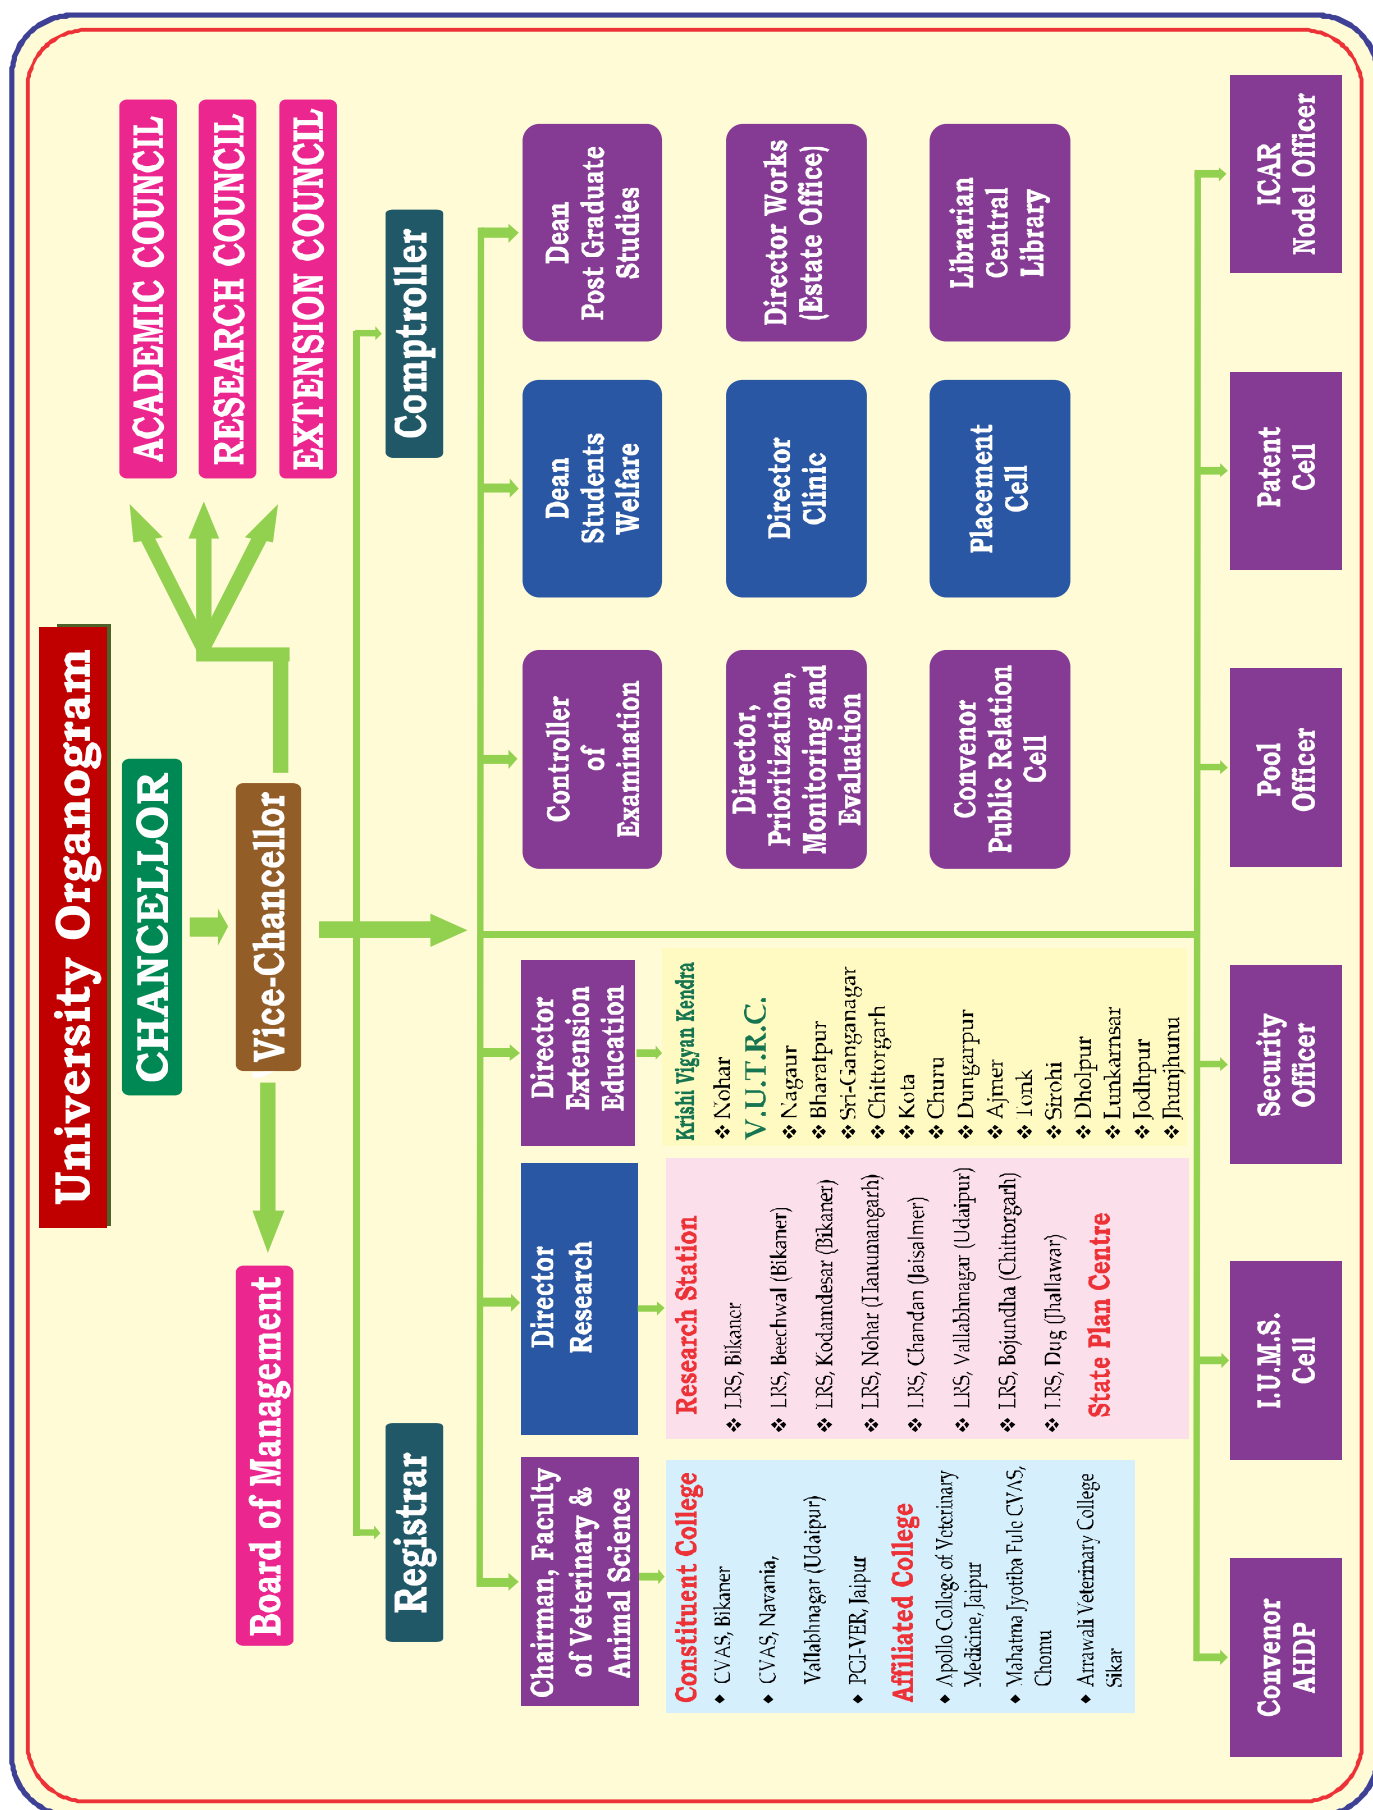 University Organogram
CHANCELLOR
Vice-Chancellor
Board of Management
ACADEMIC COUNCIL
RESEARCH COUNCIL
EXTENSION COUNCIL
Registrar
Comptroller
Chairman, Faculty
of Veterinary &
Animal Science
Constituent College
CVAS, Bikaner
CVAS, Navania,
Vallabhnagar (Udaipur)
PGI-VER, Jaipur
Affiliated College
Apollo College of Veterinary
Medicine, Jaipur
Mahatma Jyotiba Fule CVAS,
Chomu
Arrawali Veterinary College
Sikar
Director
Research
Research Station
LRS, Bikaner
LRS, Beechwal (Bikaner)
LRS, Kodamdesar (Bikaner)
LRS, Nohar (Hanumangarh)
LRS, Chandan (Jaisalmer)
LRS, Vallabhnagar (Udaipur)
LRS, Bojundha (Chittorgarh)
LRS, Dug (Jhallawar)
State Plan Centre
Director
Extension
Education
Krishi Vigyan Kendra
Nohar
V.U.T.R.C.
Nagaur
Bharatpur
Sri-Ganganagar
Chittorgarh
Kota
Churu
Dungarpur
Ajmer
Tonk
Sirohi
Dholpur
Lunkarnsar
Jodhpur
Jhunjhunu
Controller
of
Examination
Dean
Students
Welfare
Dean
Post Graduate
Studies
Director,
Prioritization,
Monitoring and
Evaluation
Director
Clinic
Director Works
(Estate Office)
Convenor
Public Relation
Cell
Placement
Cell
Librarian
Central
Library
Convenor
AHDP
I.U.M.S.
Cell
Security
Officer
Pool
Officer
Patent
Cell
ICAR
Nodel Officer